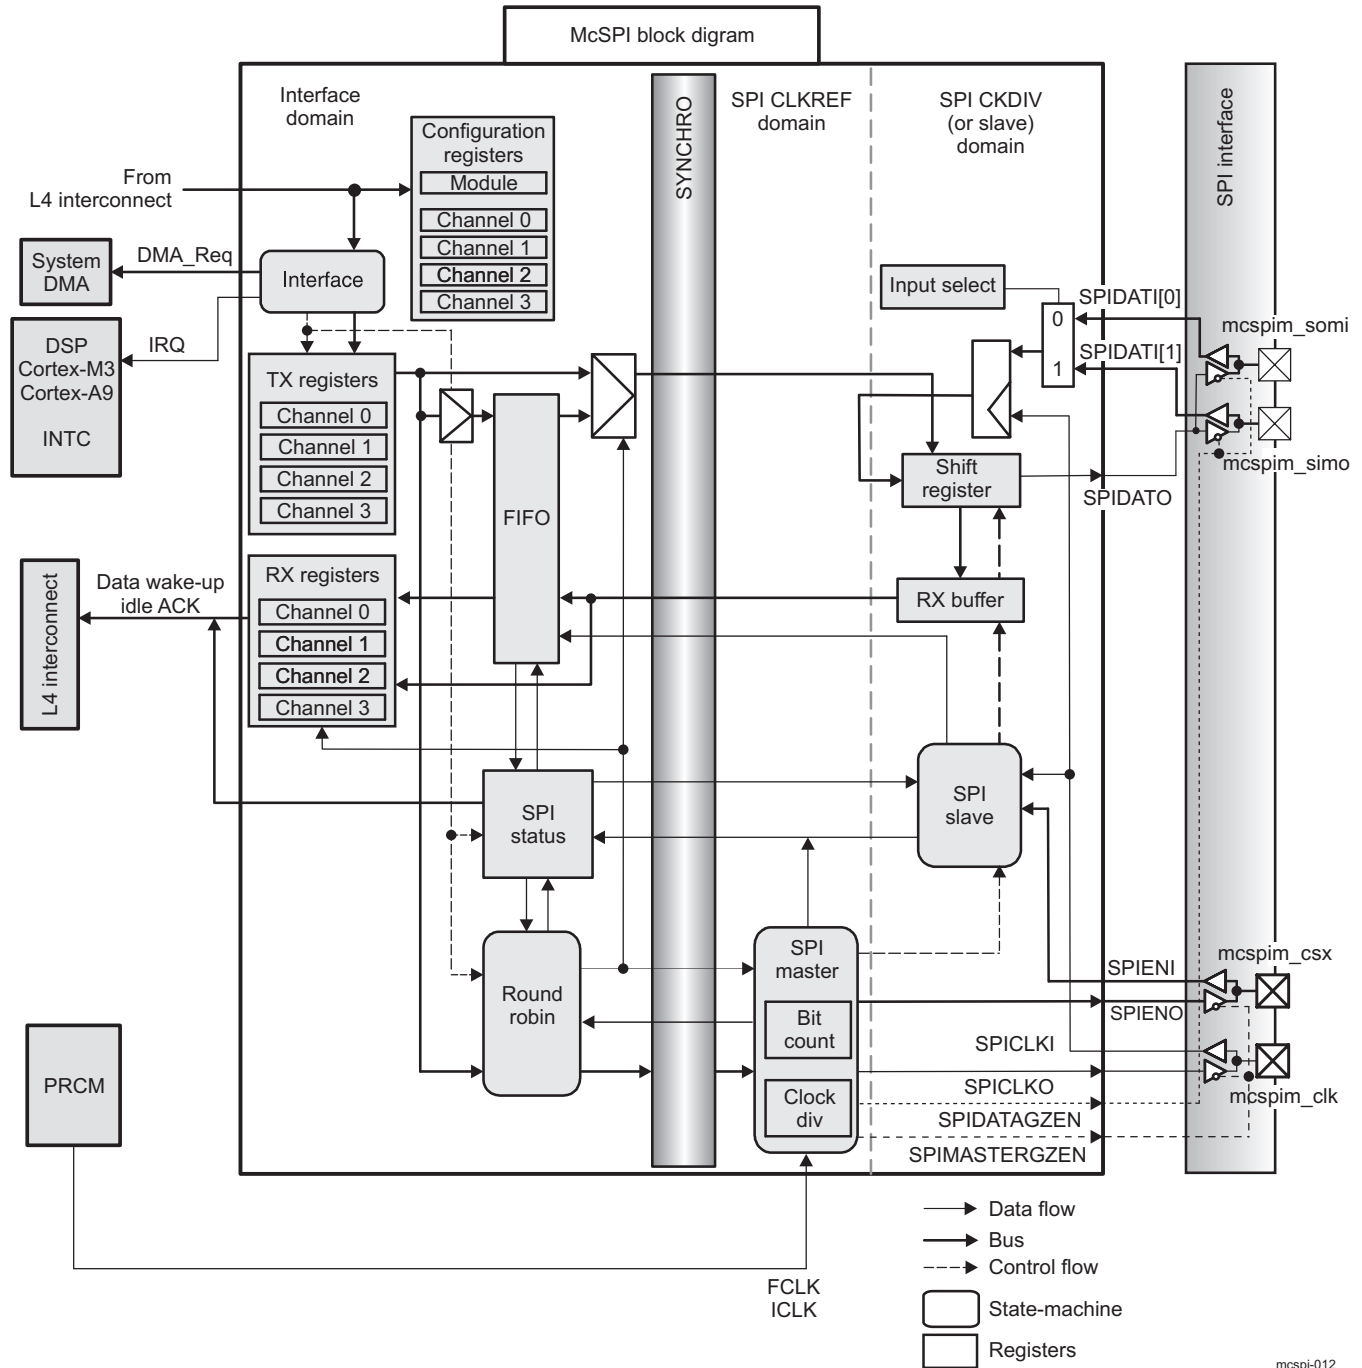 McSPI block digram
Interface
domain
SYNCHRO
SPI CLKREF
domain
SPI CKDIV
(or slave)
domain
SPI interface
Configuration
registers
Module
Channel 0
Channel 1
Channel 2
Channel 3
From
L4 interconnect
System
DMA
DMA_Req
Interface
Input select
SPIDATI[0]
0
1
SPIDATI[1]
mcspim_somi
DSP
Cortex-M3
Cortex-A9
INTC
IRQ
TX registers
Channel 0
Channel 1
Channel 2
Channel 3
FIFO
Shift
register
SPIDATO
mcspim_simo
L4 interconnect
Data wake-up
idle ACK
RX registers
Channel 0
Channel 1
Channel 2
Channel 3
RX buffer
SPI
status
SPI
slave
Round
robin
SPI
master
Bit
count
Clock
div
SPIENI
SPIENO
mcspim_csx
SPICLKI
SPICLKO
mcspim_clk
SPIDATAGZEN
SPIMASTERGZEN
PRCM
FCLK
ICLK
Data flow
Bus
Control flow
State-machine
Registers
mcspi-012